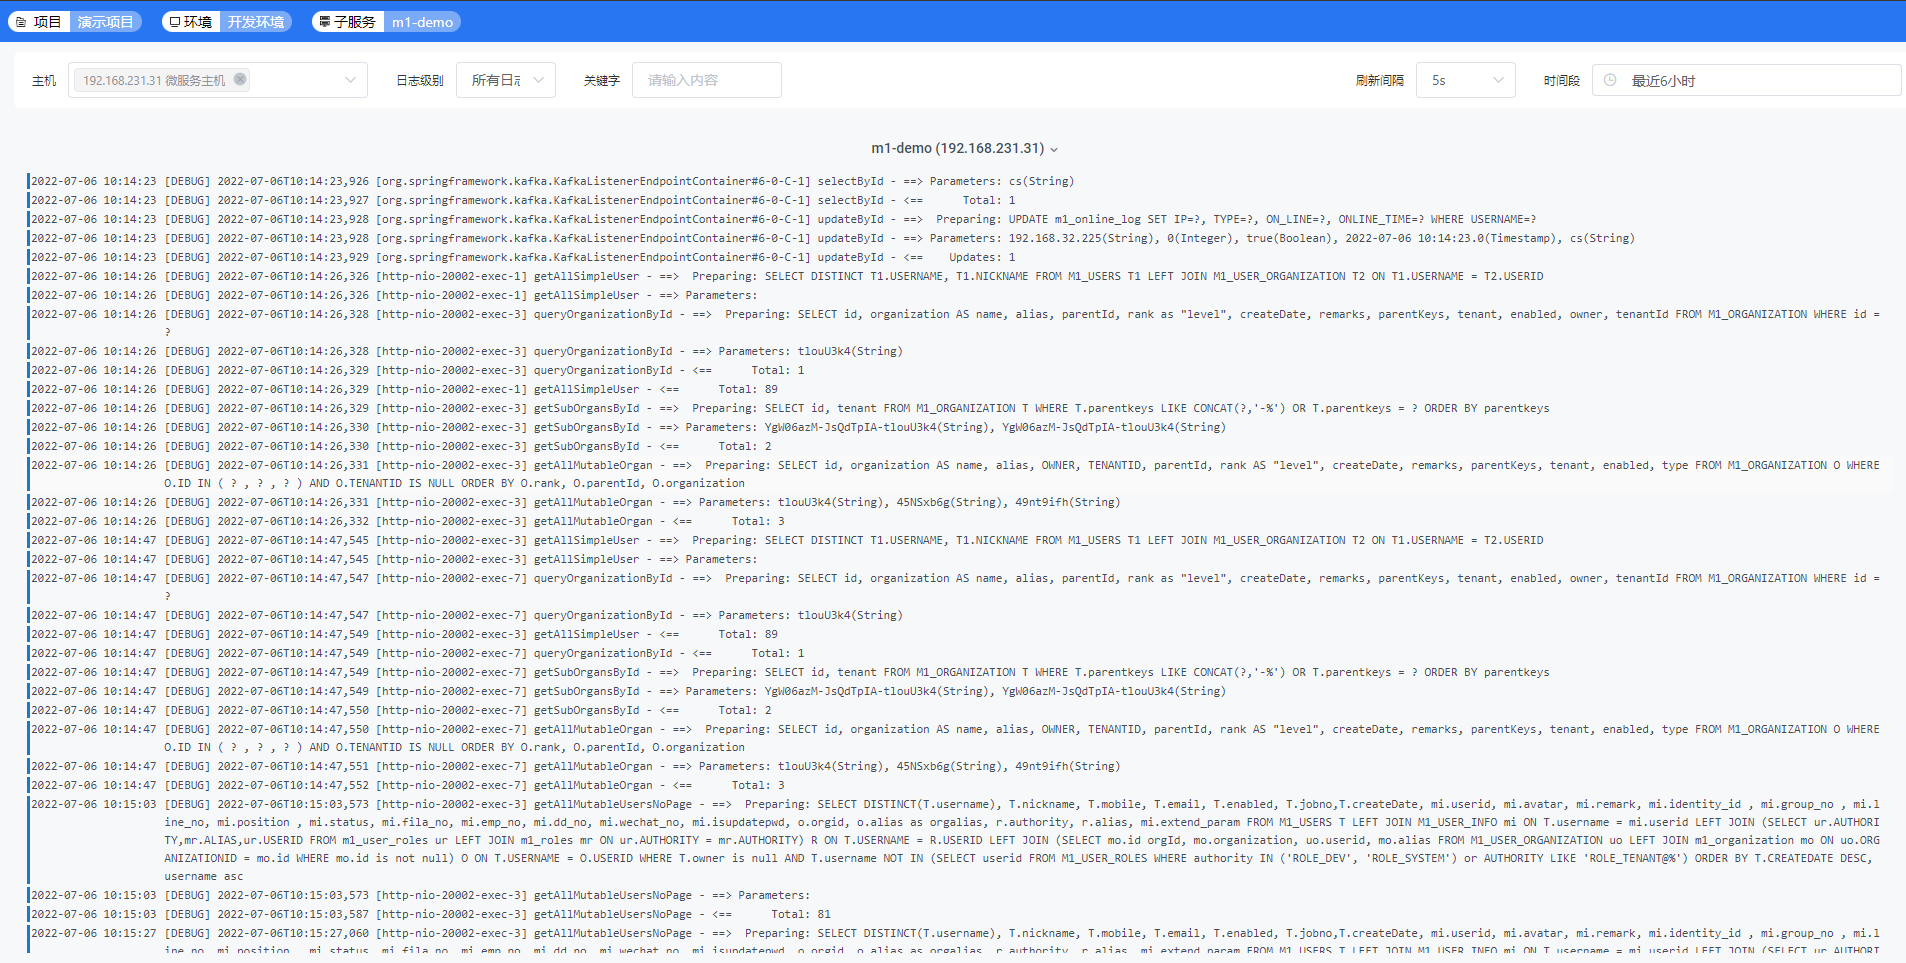 项目 演示项目 环境 开发环境 子服务 m1-demo
主机 192.168.231.31 微服务主机 日志级别 所有日志 关键字 请输入内容 刷新间隔 5s 时间段 最近6小时
m1-demo (192.168.231.31)
2022-07-06 10:14:23 [DEBUG] 2022-07-06T10:14:23,926 [org.springframework.kafka.KafkaListenerEndpointContainer#6-0-C-1] selectById - ==> Parameters: cs(String)
2022-07-06 10:14:23 [DEBUG] 2022-07-06T10:14:23,927 [org.springframework.kafka.KafkaListenerEndpointContainer#6-0-C-1] selectById - <== Total: 1
2022-07-06 10:14:23 [DEBUG] 2022-07-06T10:14:23,928 [org.springframework.kafka.KafkaListenerEndpointContainer#6-0-C-1] updateById - ==> Preparing: UPDATE m1_online_log SET IP=?, TYPE=?, ON_LINE=?, ONLINE_TIME=? WHERE USERNAME=?
2022-07-06 10:14:23 [DEBUG] 2022-07-06T10:14:23,928 [org.springframework.kafka.KafkaListenerEndpointContainer#6-0-C-1] updateById - ==> Parameters: 192.168.32.225(String), 0(Integer), true(Boolean), 2022-07-06 10:14:23.0(Timestamp), cs(String)
2022-07-06 10:14:23 [DEBUG] 2022-07-06T10:14:23,929 [org.springframework.kafka.KafkaListenerEndpointContainer#6-0-C-1] updateById - <== Updates: 1
2022-07-06 10:14:26 [DEBUG] 2022-07-06T10:14:26,326 [http-nio-20002-exec-1] getAllSimpleUser - ==> Preparing: SELECT DISTINCT T1.USERNAME, T1.NICKNAME FROM M1_USERS T1 LEFT JOIN M1_USER_ORGANIZATION T2 ON T1.USERNAME = T2.USERID
2022-07-06 10:14:26 [DEBUG] 2022-07-06T10:14:26,326 [http-nio-20002-exec-1] getAllSimpleUser - ==> Parameters:
2022-07-06 10:14:26 [DEBUG] 2022-07-06T10:14:26,328 [http-nio-20002-exec-3] queryOrganizationById - ==> Preparing: SELECT id, organization AS name, alias, parentId, rank as "level", createDate, remarks, parentKeys, tenant, enabled, owner, tenantId FROM M1_ORGANIZATION WHERE id =
?
2022-07-06 10:14:26 [DEBUG] 2022-07-06T10:14:26,328 [http-nio-20002-exec-3] queryOrganizationById - ==> Parameters: tlouU3k4(String)
2022-07-06 10:14:26 [DEBUG] 2022-07-06T10:14:26,329 [http-nio-20002-exec-3] queryOrganizationById - <== Total: 1
2022-07-06 10:14:26 [DEBUG] 2022-07-06T10:14:26,329 [http-nio-20002-exec-1] getAllSimpleUser - <== Total: 89
2022-07-06 10:14:26 [DEBUG] 2022-07-06T10:14:26,329 [http-nio-20002-exec-3] getSubOrgansById - ==> Preparing: SELECT id, tenant FROM M1_ORGANIZATION T WHERE T.parentkeys LIKE CONCAT(?,'-%') OR T.parentkeys = ? ORDER BY parentkeys
2022-07-06 10:14:26 [DEBUG] 2022-07-06T10:14:26,330 [http-nio-20002-exec-3] getSubOrgansById - ==> Parameters: YgW06azM-JsQdTpIA-tlouU3k4(String), YgW06azM-JsQdTpIA-tlouU3k4(String)
2022-07-06 10:14:26 [DEBUG] 2022-07-06T10:14:26,330 [http-nio-20002-exec-3] getSubOrgansById - <== Total: 2
2022-07-06 10:14:26 [DEBUG] 2022-07-06T10:14:26,331 [http-nio-20002-exec-3] getAllMutableOrgan - ==> Preparing: SELECT id, organization AS name, alias, OWNER, TENANTID, parentId, rank AS "level", createDate, remarks, parentKeys, tenant, enabled, type FROM M1_ORGANIZATION O WHERE
O.ID IN ( ? , ? , ? ) AND O.TENANTID IS NULL ORDER BY O.rank, O.parentId, O.organization
2022-07-06 10:14:26 [DEBUG] 2022-07-06T10:14:26,331 [http-nio-20002-exec-3] getAllMutableOrgan - ==> Parameters: tlouU3k4(String), 45NSxb6g(String), 49nt9ifh(String)
2022-07-06 10:14:26 [DEBUG] 2022-07-06T10:14:26,332 [http-nio-20002-exec-3] getAllMutableOrgan - <== Total: 3
2022-07-06 10:14:47 [DEBUG] 2022-07-06T10:14:47,545 [http-nio-20002-exec-3] getAllSimpleUser - ==> Preparing: SELECT DISTINCT T1.USERNAME, T1.NICKNAME FROM M1_USERS T1 LEFT JOIN M1_USER_ORGANIZATION T2 ON T1.USERNAME = T2.USERID
2022-07-06 10:14:47 [DEBUG] 2022-07-06T10:14:47,545 [http-nio-20002-exec-3] getAllSimpleUser - ==> Parameters:
2022-07-06 10:14:47 [DEBUG] 2022-07-06T10:14:47,547 [http-nio-20002-exec-7] queryOrganizationById - ==> Preparing: SELECT id, organization AS name, alias, parentId, rank as "level", createDate, remarks, parentKeys, tenant, enabled, owner, tenantId FROM M1_ORGANIZATION WHERE id =
?
2022-07-06 10:14:47 [DEBUG] 2022-07-06T10:14:47,547 [http-nio-20002-exec-7] queryOrganizationById - ==> Parameters: tlouU3k4(String)
2022-07-06 10:14:47 [DEBUG] 2022-07-06T10:14:47,549 [http-nio-20002-exec-3] getAllSimpleUser - <== Total: 89
2022-07-06 10:14:47 [DEBUG] 2022-07-06T10:14:47,549 [http-nio-20002-exec-7] queryOrganizationById - <== Total: 1
2022-07-06 10:14:47 [DEBUG] 2022-07-06T10:14:47,549 [http-nio-20002-exec-7] getSubOrgansById - ==> Preparing: SELECT id, tenant FROM M1_ORGANIZATION T WHERE T.parentkeys LIKE CONCAT(?,'-%') OR T.parentkeys = ? ORDER BY parentkeys
2022-07-06 10:14:47 [DEBUG] 2022-07-06T10:14:47,549 [http-nio-20002-exec-7] getSubOrgansById - ==> Parameters: YgW06azM-JsQdTpIA-tlouU3k4(String), YgW06azM-JsQdTpIA-tlouU3k4(String)
2022-07-06 10:14:47 [DEBUG] 2022-07-06T10:14:47,550 [http-nio-20002-exec-7] getSubOrgansById - <== Total: 2
2022-07-06 10:14:47 [DEBUG] 2022-07-06T10:14:47,550 [http-nio-20002-exec-7] getAllMutableOrgan - ==> Preparing: SELECT id, organization AS name, alias, OWNER, TENANTID, parentId, rank AS "level", createDate, remarks, parentKeys, tenant, enabled, type FROM M1_ORGANIZATION O WHERE
O.ID IN ( ? , ? , ? ) AND O.TENANTID IS NULL ORDER BY O.rank, O.parentId, O.organization
2022-07-06 10:14:47 [DEBUG] 2022-07-06T10:14:47,551 [http-nio-20002-exec-7] getAllMutableOrgan - ==> Parameters: tlouU3k4(String), 45NSxb6g(String), 49nt9ifh(String)
2022-07-06 10:14:47 [DEBUG] 2022-07-06T10:14:47,552 [http-nio-20002-exec-7] getAllMutableOrgan - <== Total: 3
2022-07-06 10:15:03 [DEBUG] 2022-07-06T10:15:03,573 [http-nio-20002-exec-3] getAllMutableUsersNoPage - ==> Preparing: SELECT DISTINCT(T.username), T.nickname, T.mobile, T.email, T.enabled, T.jobno,T.createDate, mi.userid, mi.avatar, mi.remark, mi.identity_id , mi.group_no , mi.l
ine_no, mi.position , mi.status, mi.fila_no, mi.emp_no, mi.dd_no, mi.wechat_no, mi.isupdatepwd, o.orgid, o.alias as orgalias, r.authority, r.alias, mi.extend_param FROM M1_USERS T LEFT JOIN M1_USER_INFO mi ON T.username = mi.userid LEFT JOIN (SELECT ur.AUTHORI
TY,mr.ALIAS,ur.USERID FROM m1_user_roles ur LEFT JOIN m1_roles mr ON ur.AUTHORITY = mr.AUTHORITY) R ON T.USERNAME = R.USERID LEFT JOIN (SELECT mo.id orgId, mo.organization, uo.userid, mo.alias FROM M1_USER_ORGANIZATION uo LEFT JOIN m1_organization mo ON uo.ORG
ANIZATIONID = mo.id WHERE mo.id is not null) O ON T.USERNAME = O.USERID WHERE T.owner is null AND T.username NOT IN (SELECT userid FROM M1_USER_ROLES WHERE authority IN ('ROLE_DEV', 'ROLE_SYSTEM') or AUTHORITY LIKE 'ROLE_TENANT@%') ORDER BY T.CREATEDATE DESC,
username asc
2022-07-06 10:15:03 [DEBUG] 2022-07-06T10:15:03,573 [http-nio-20002-exec-3] getAllMutableUsersNoPage - ==> Parameters:
2022-07-06 10:15:03 [DEBUG] 2022-07-06T10:15:03,587 [http-nio-20002-exec-3] getAllMutableUsersNoPage - <== Total: 81
2022-07-06 10:15:27 [DEBUG] 2022-07-06T10:15:27,060 [http-nio-20002-exec-3] getAllMutableUsersNoPage - ==> Preparing: SELECT DISTINCT(T.username), T.nickname, T.mobile, T.email, T.enabled, T.jobno,T.createDate, mi.userid, mi.avatar, mi.remark, mi.identity_id , mi.group_no , mi.l
ine_no, mi.position , mi.status, mi.fila_no, mi.emp_no, mi.dd_no, mi.wechat_no, mi.isupdatepwd, o.orgid, o.alias as orgalias, r.authority, r.alias, mi.extend_param FROM M1_USERS T LEFT JOIN M1_USER_INFO mi ON T.username = mi.userid LEFT JOIN (SELECT ur.AUTHORI